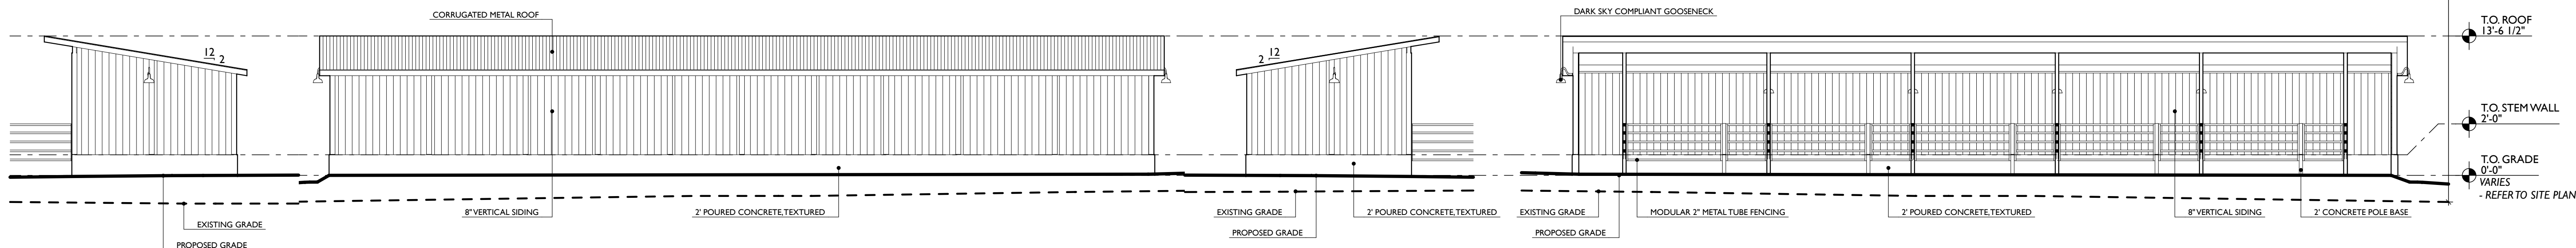 CORRUGATED METAL ROOF
DARK SKY COMPLIANT GOOSENECK
T.O. ROOF
13'-6 1/2"
12
2
12
2
T.O. STEM WALL
2'-0"
T.O. GRADE
0'-0"
VARIES
- REFER TO SITE PLAN
EXISTING GRADE
PROPOSED GRADE
8" VERTICAL SIDING
2' POURED CONCRETE, TEXTURED
EXISTING GRADE
PROPOSED GRADE
2' POURED CONCRETE, TEXTURED
EXISTING GRADE
PROPOSED GRADE
MODULAR 2" METAL TUBE FENCING
2' POURED CONCRETE, TEXTURED
8" VERTICAL SIDING
2' CONCRETE POLE BASE